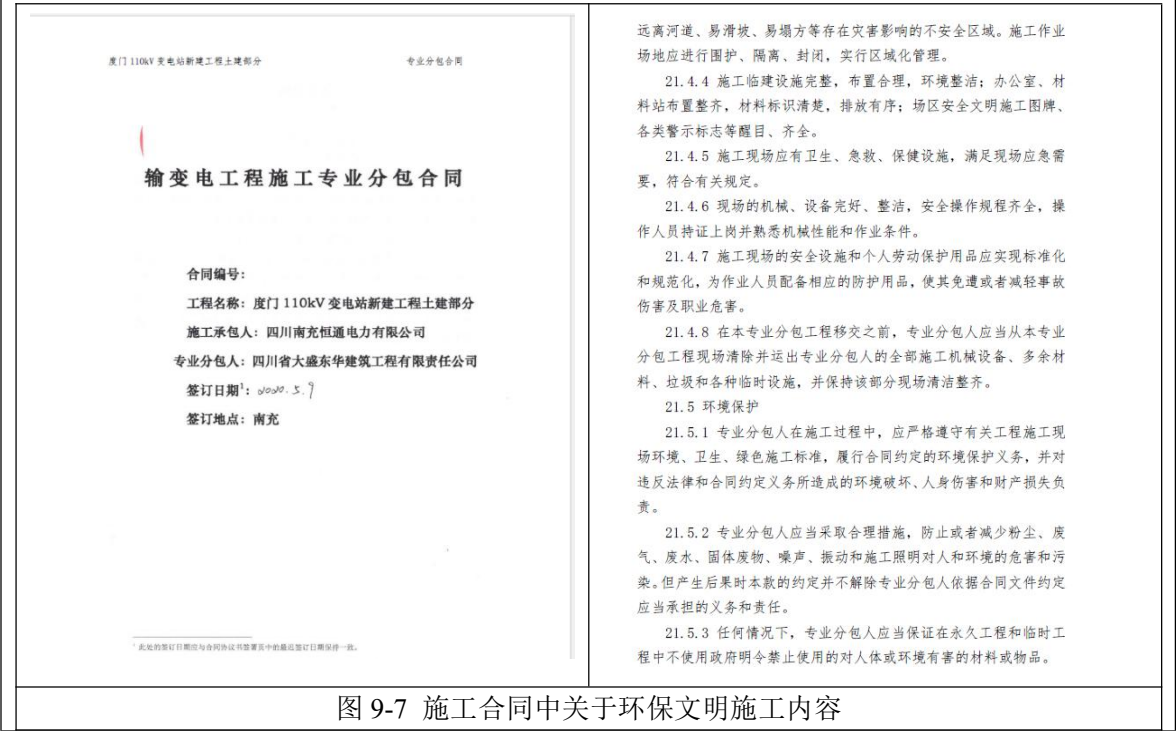 度门 110kV 变电站新建工程土建部分 专业分包合同
输变电工程施工专业分包合同
合同编号：
工程名称：度门 110kV 变电站新建工程土建部分
施工承包人：四川南充恒通电力有限公司
专业分包人：四川省大盛东华建筑工程有限责任公司
签订日期¹：2020.5.9
签订地点：南充
¹ 此处的签订日期应与合同协议书签署页中的最迟签订日期保持一致。
远离河道、易滑坡、易塌方等存在灾害影响的不安全区域。施工作业
场地应进行围护、隔离、封闭，实行区域化管理。
21.4.4 施工临建设施完整，布置合理，环境整洁；办公室、材
料站布置整齐，材料标识清楚，排放有序；场区安全文明施工图牌、
各类警示标志等醒目、齐全。
21.4.5 施工现场应有卫生、急救、保健设施，满足现场应急需
要，符合有关规定。
21.4.6 现场的机械、设备完好、整洁，安全操作规程齐全，操
作人员持证上岗并熟悉机械性能和作业条件。
21.4.7 施工现场的安全设施和个人劳动保护用品应实现标准化
和规范化，为作业人员配备相应的防护用品，使其免遭或者减轻事故
伤害及职业危害。
21.4.8 在本专业分包工程移交之前，专业分包人应当从本专业
分包工程现场清除并运出专业分包人的全部施工机械设备、多余材
料、垃圾和各种临时设施，并保持该部分现场清洁整齐。
21.5 环境保护
21.5.1 专业分包人在施工过程中，应严格遵守有关工程施工现
场环境、卫生、绿色施工标准，履行合同约定的环境保护义务，并对
违反法律和合同约定义务所造成的环境破坏、人身伤害和财产损失负
责。
21.5.2 专业分包人应当采取合理措施，防止或者减少粉尘、废
气、废水、固体废物、噪声、振动和施工照明对人和环境的危害和污
染。但产生后果时本款的约定并不解除专业分包人依据合同文件约定
应当承担的义务和责任。
21.5.3 任何情况下，专业分包人应当保证在永久工程和临时工
程中不使用政府明令禁止使用的对人体或环境有害的材料或物品。
图 9-7 施工合同中关于环保文明施工内容